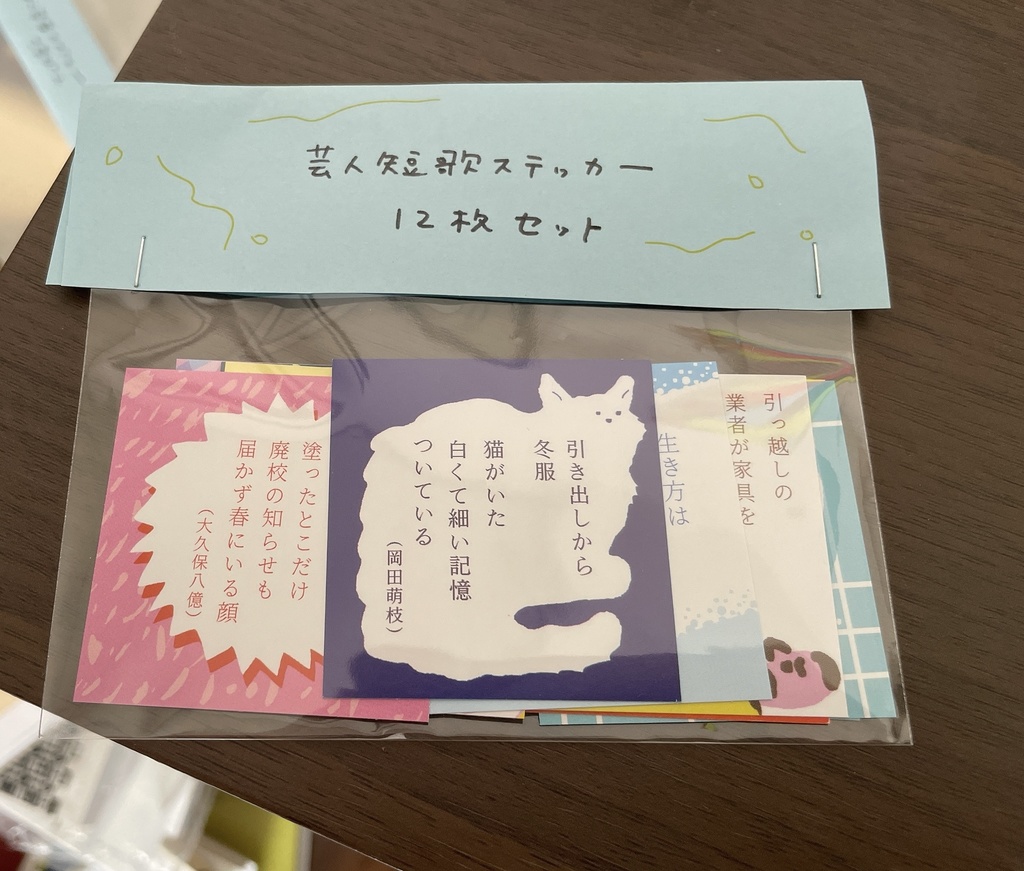 芸人短歌ステッカー
12枚セット
塗ったとこだけ
廃校の知らせも
届かず春にいる顔
(大久保八億)
引き出しから
冬服
猫がいた
白くて細い記憶
ついている
(岡田萌枝)
生き方は
引っ越しの
業者が家具を